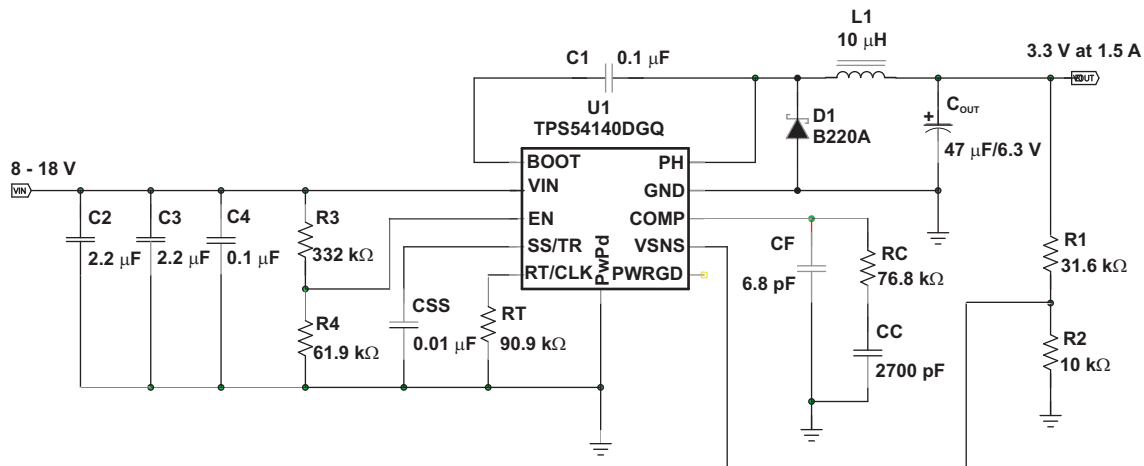 L1
10 μH
3.3 V at 1.5 A
C1
0.1 μF
U1
TPS54140DGQ
D1
B220A
C_OUT
+
47 μF/6.3 V
8 - 18 V
VIN
BOOT
VIN
EN
SS/TR
RT/CLK
PwPd
PH
GND
COMP
VSNS
PWRGD
C2
2.2 μF
C3
2.2 μF
C4
0.1 μF
R3
332 kΩ
R4
61.9 kΩ
CSS
0.01 μF
RT
90.9 kΩ
CF
6.8 pF
RC
76.8 kΩ
CC
2700 pF
R1
31.6 kΩ
R2
10 kΩ